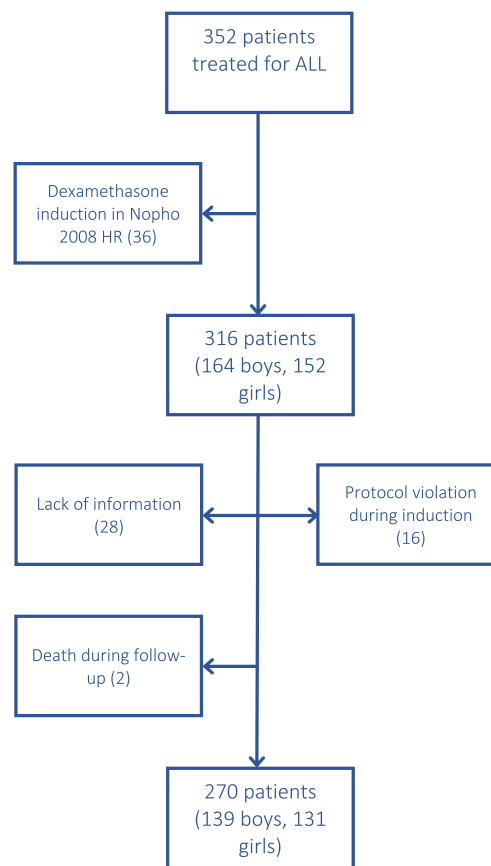 352 patients
treated for ALL
Dexamethasone
induction in Nopho
2008 HR (36)
316 patients
(164 boys, 152
girls)
Lack of information
(28)
Protocol violation
during induction
(16)
Death during follow-
up (2)
270 patients
(139 boys, 131
girls)